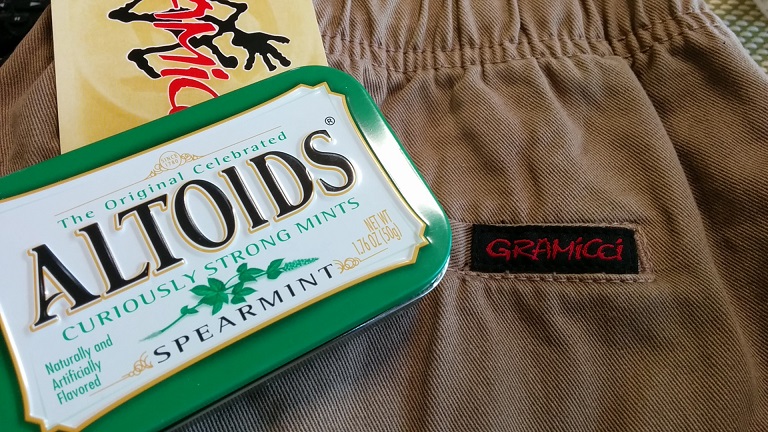 GRAMiCCi
The Original Celebrated
ALTOIDS®
CURIOUSLY STRONG MINTS
NET WT
1.76 OZ (50g)
SPEARMINT
Naturally and
Artificially
Flavored